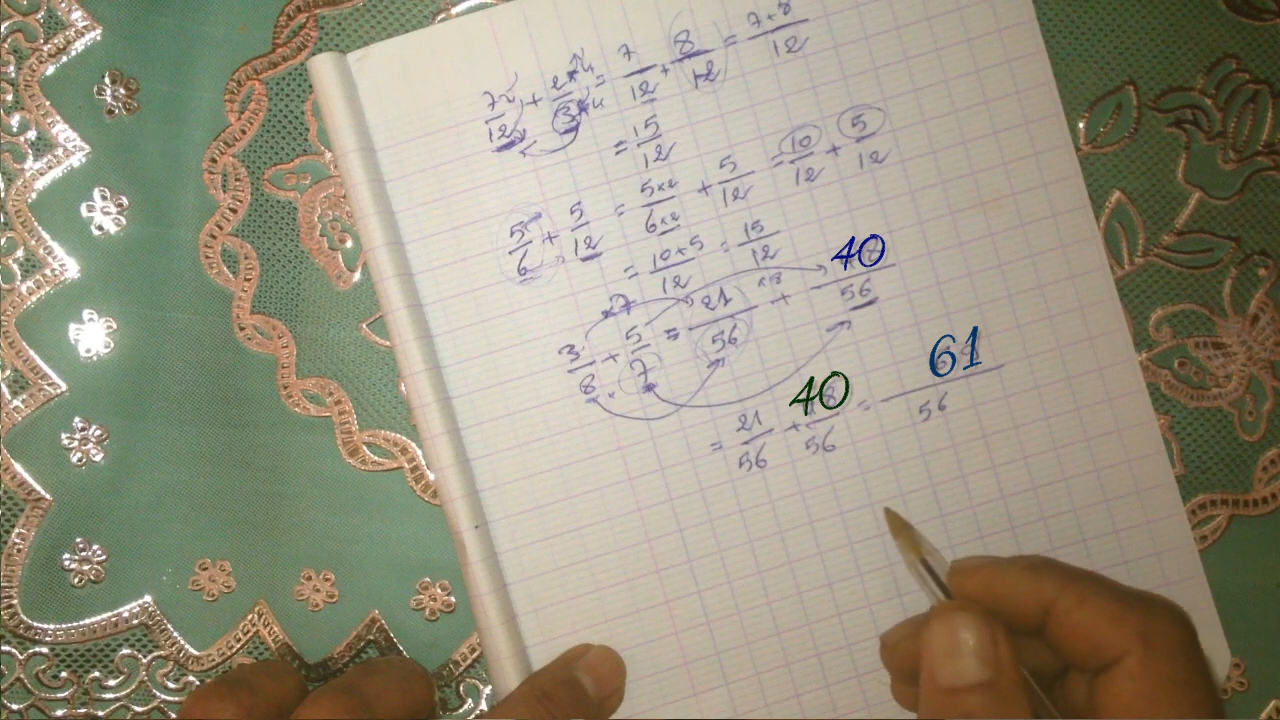 7/12 + 2×4/3×4 = 7/12 + 8/12 = 7+8/12
= 15/12
5/6 + 5/12 = 5×2/6×2 + 5/12 = 10/12 + 5/12
= 10+5/12 = 15/12
3/8 + 5/7 = 21/56 + 40/56
= 21/56 + 40/56 = 61/56